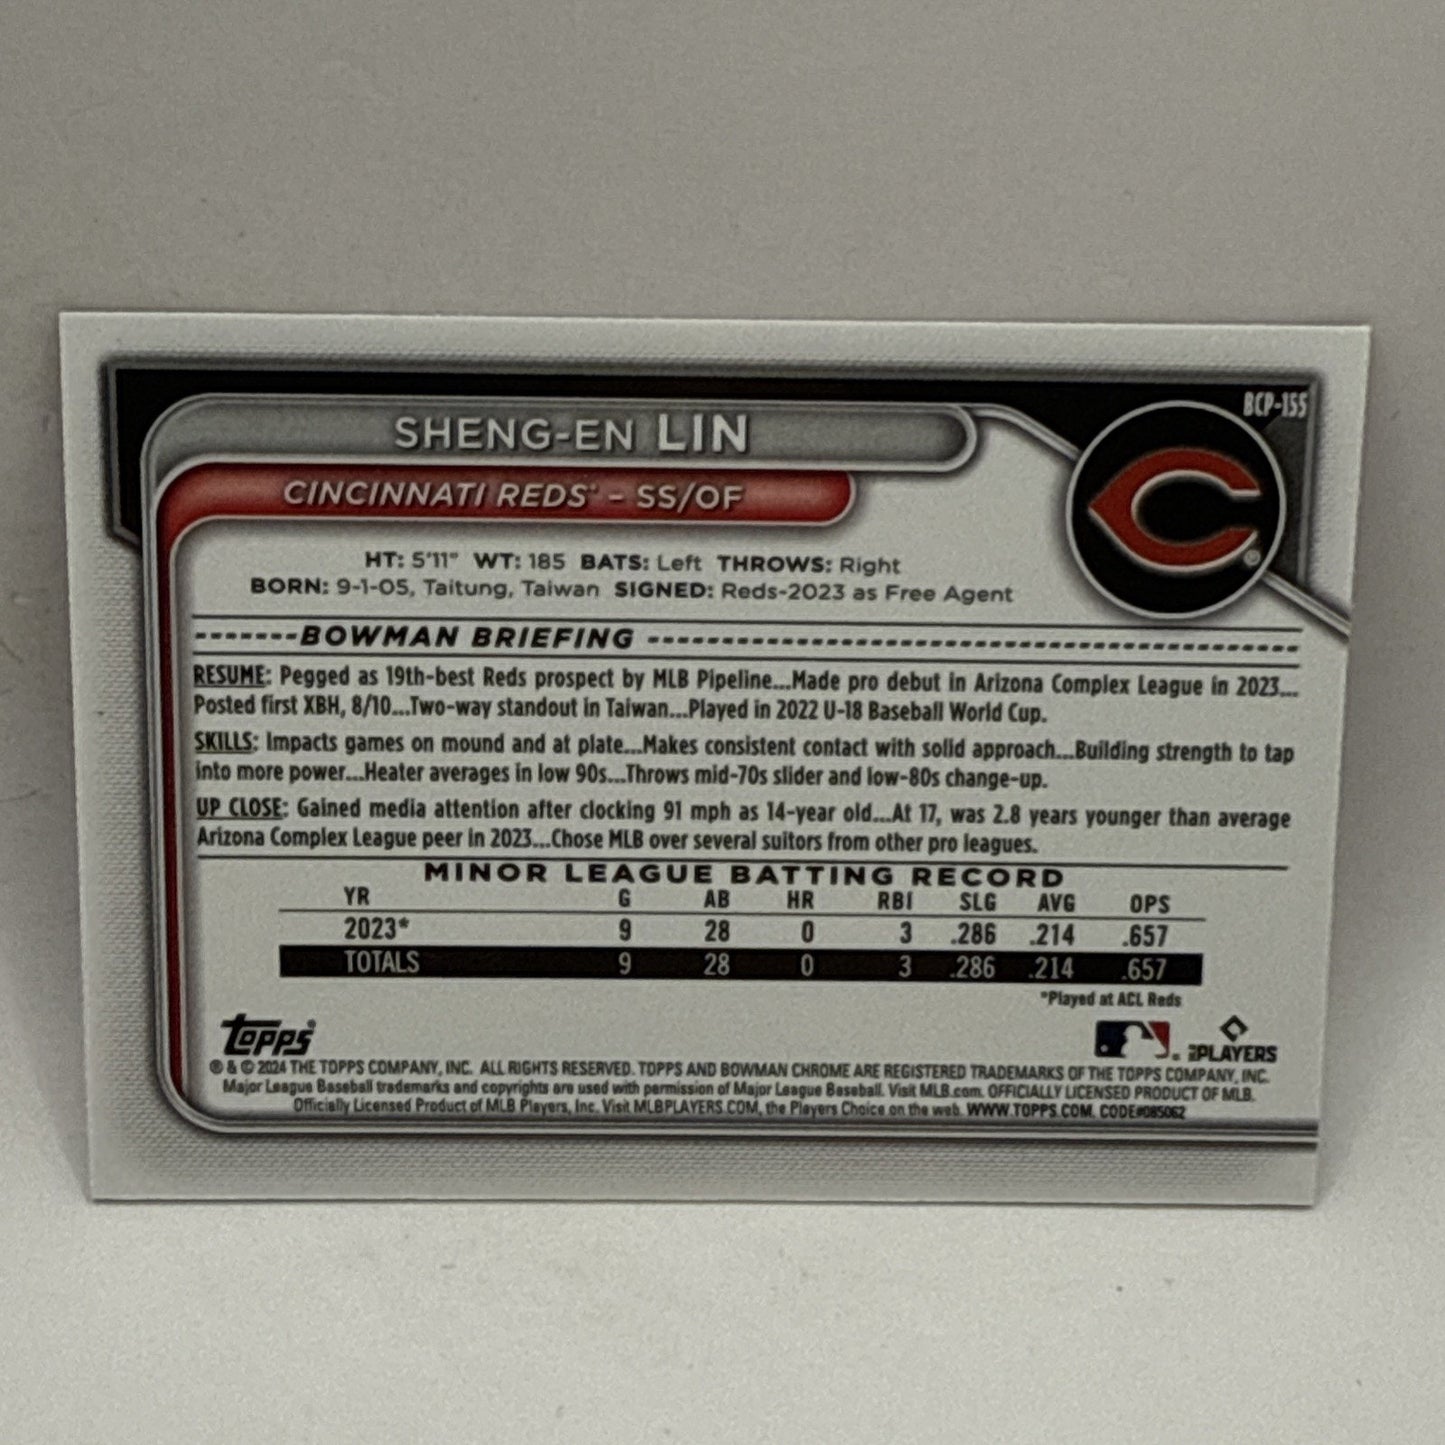 BCP-155
SHENG-EN LIN
CINCINNATI REDS - SS/OF
HT: 5'11" WT: 185 BATS: Left THROWS: Right
BORN: 9-1-05, Taitung, Taiwan SIGNED: Reds-2023 as Free Agent
BOWMAN BRIEFING
RESUME: Pegged as 19th-best Reds prospect by MLB Pipeline...Made pro debut in Arizona Complex League in 2023...
Posted first XBH, 8/10...Two-way standout in Taiwan...Played in 2022 U-18 Baseball World Cup.
SKILLS: Impacts games on mound and at plate...Makes consistent contact with solid approach...Building strength to tap
into more power...Heater averages in low 90s...Throws mid-70s slider and low-80s change-up.
UP CLOSE: Gained media attention after clocking 91 mph as 14-year old...At 17, was 2.8 years younger than average
Arizona Complex League peer in 2023...Chose MLB over several suitors from other pro leagues.
MINOR LEAGUE BATTING RECORD
YR G AB HR RBI SLG AVG OPS
2023* 9 28 0 3 .286 .214 .657
TOTALS 9 28 0 3 .286 .214 .657
*Played at ACL Reds
Topps®
PLAYERS
® & © 2024 THE TOPPS COMPANY, INC. ALL RIGHTS RESERVED. TOPPS AND BOWMAN CHROME ARE REGISTERED TRADEMARKS OF THE TOPPS COMPANY, INC.
Major League Baseball trademarks and copyrights are used with permission of Major League Baseball. Visit MLB.com. OFFICIALLY LICENSED PRODUCT OF MLB.
Officially Licensed Product of MLB Players, Inc. Visit MLBPLAYERS.COM, the Players Choice on the web. WWW.TOPPS.COM. CODE#085062